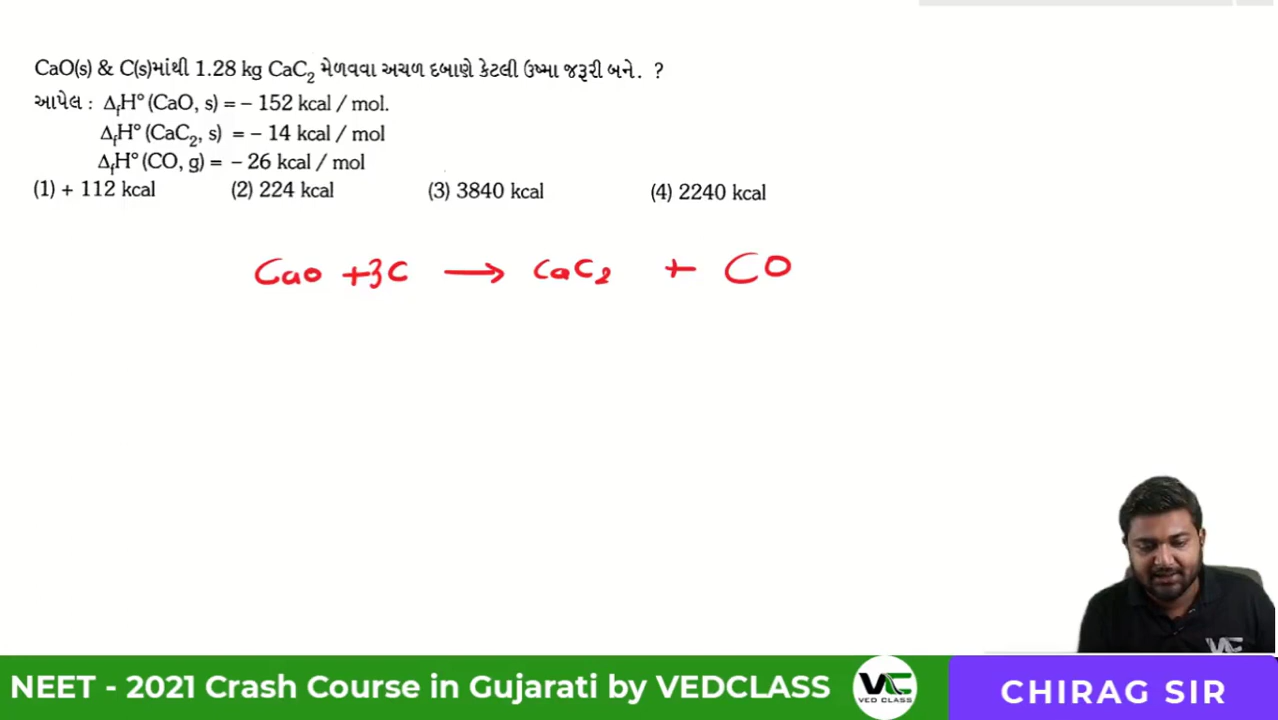 CaO(s) & C(s)માંથી 1.28 kg CaC₂ મેળવવા અચળ દબાણે કેટલી ઉષ્મા જરૂરી બને. ?
આપેલ : ΔfH° (CaO, s) = – 152 kcal / mol.
ΔfH° (CaC₂, s) = – 14 kcal / mol
ΔfH° (CO, g) = – 26 kcal / mol
(1) + 112 kcal (2) 224 kcal (3) 3840 kcal (4) 2240 kcal
CaO + 3C → CaC₂ + CO
VC
NEET - 2021 Crash Course in Gujarati by VEDCLASS
VC
VED CLASS
CHIRAG SIR